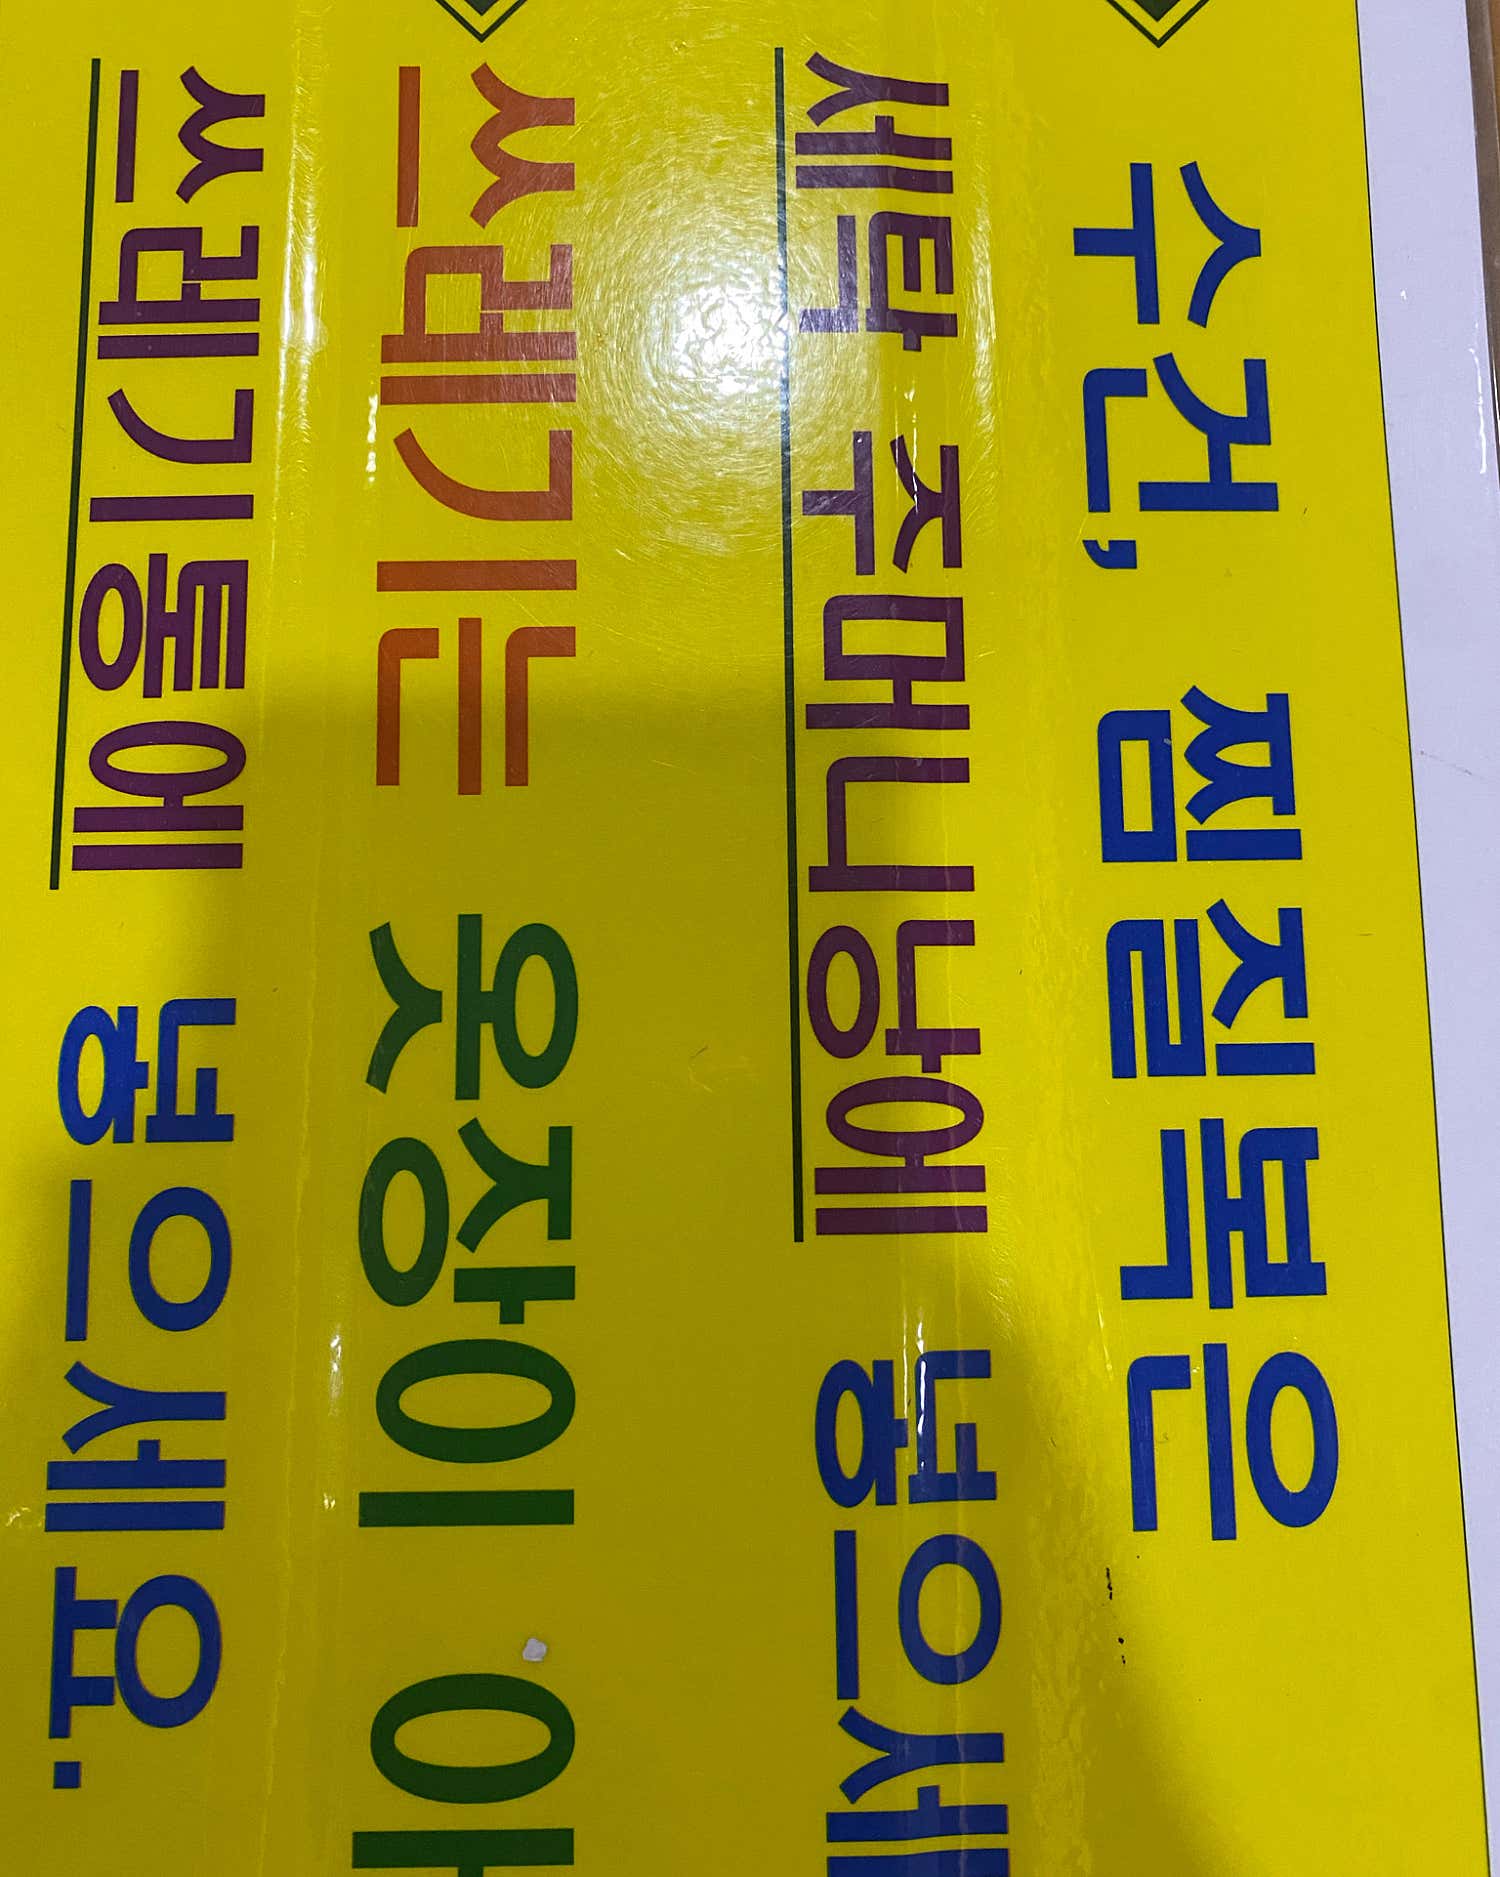 수건, 찜질복은
세탁 주머니낭에 넣으세
쓰레기는 옷장이 아
쓰레기통에 넣으세요.